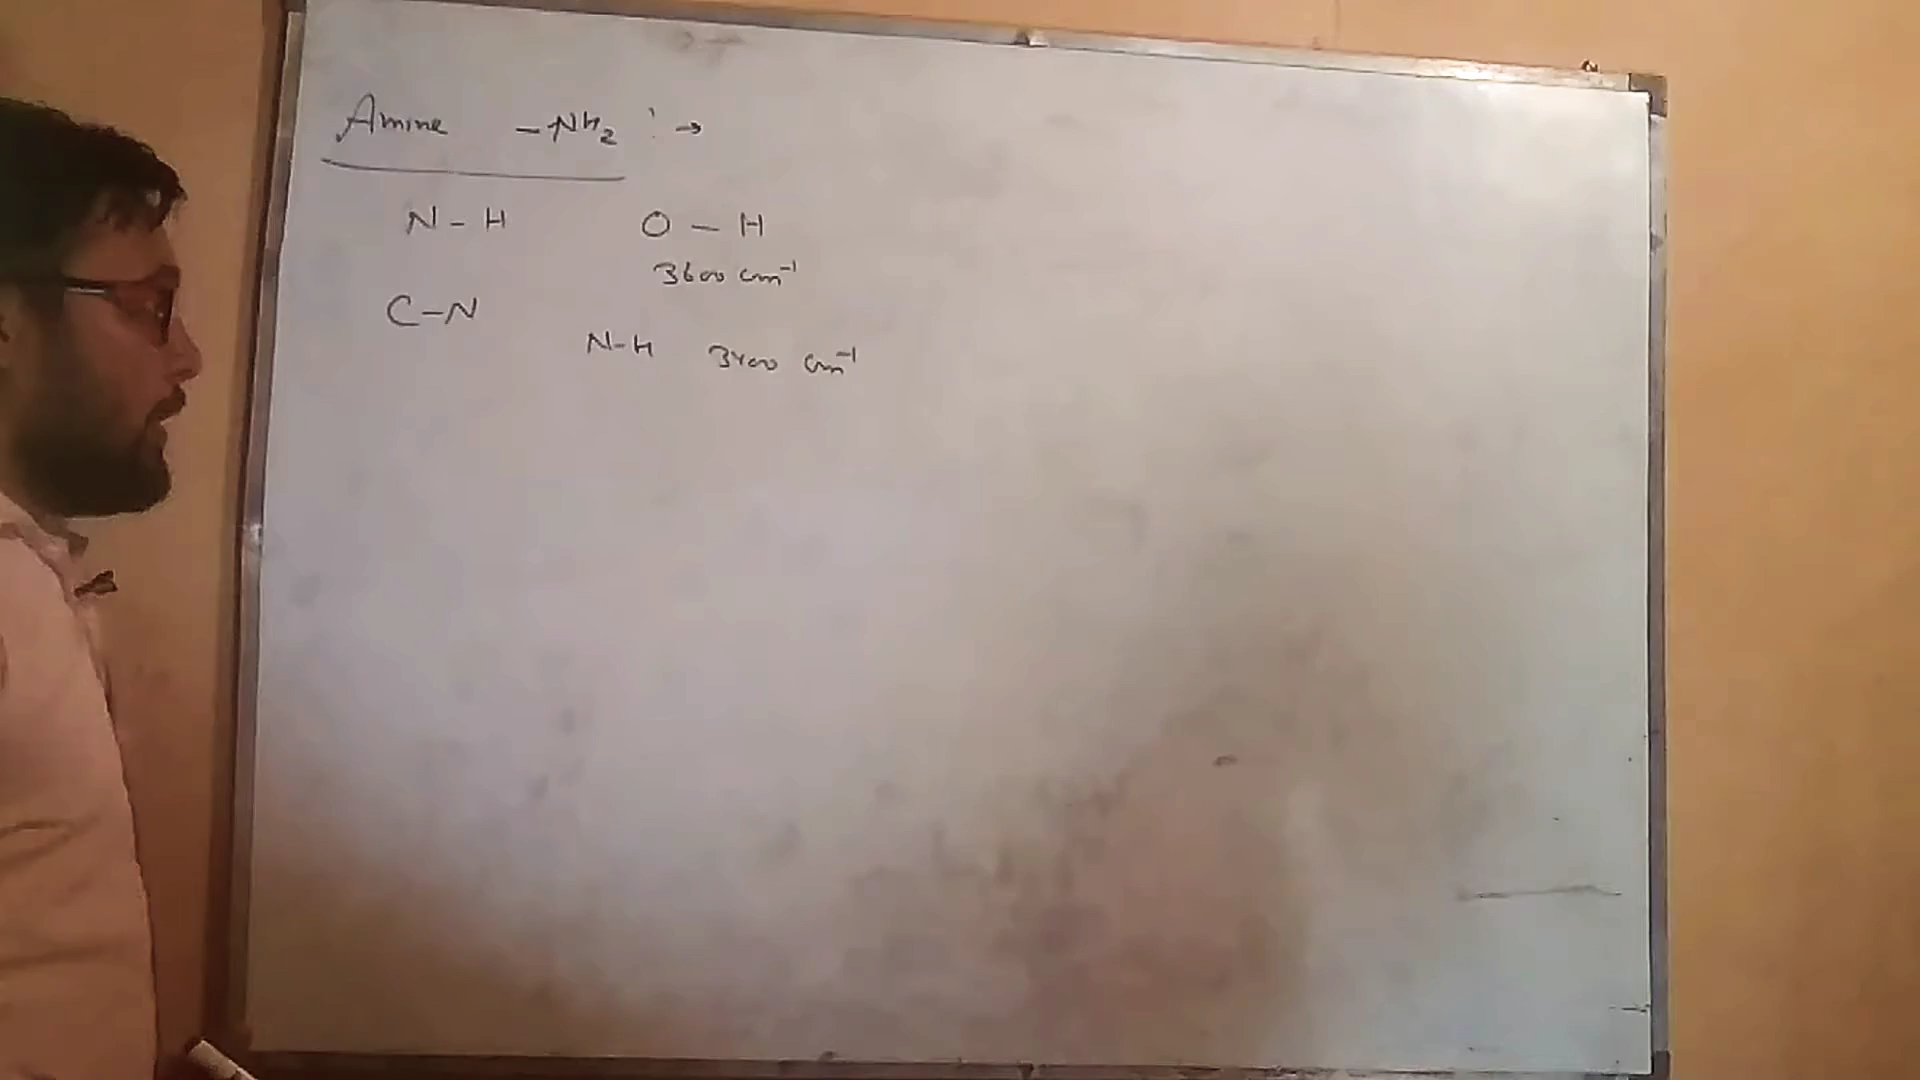 Amine -NH₂ : →
N-H O-H
3600 cm⁻¹
C-N
N-H 3400 cm⁻¹